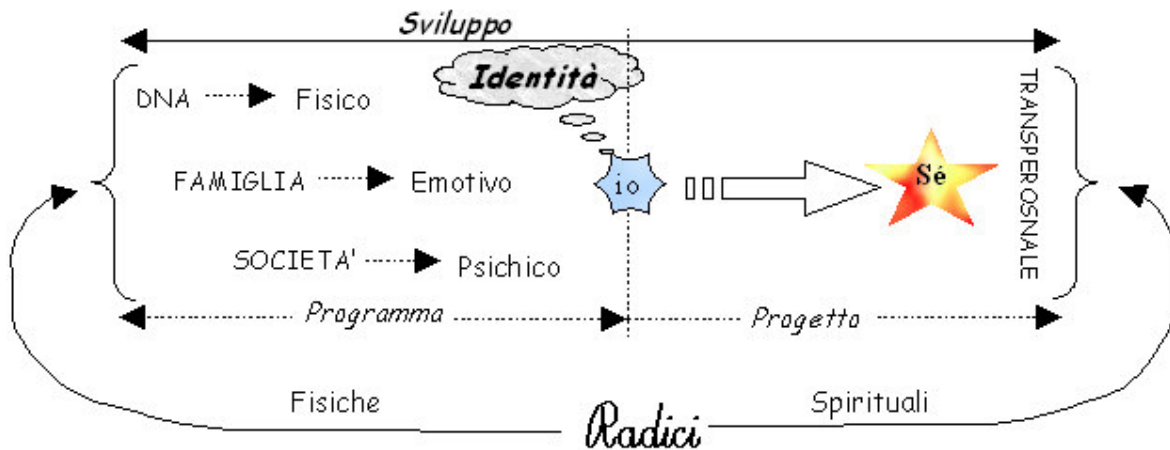 Sviluppo
Identità
DNA Fisico
FAMIGLIA Emotivo
io
Sé
SOCIETA' Psichico
TRANSPEROSNALE
Programma Progetto
Fisiche Spirituali
Radici